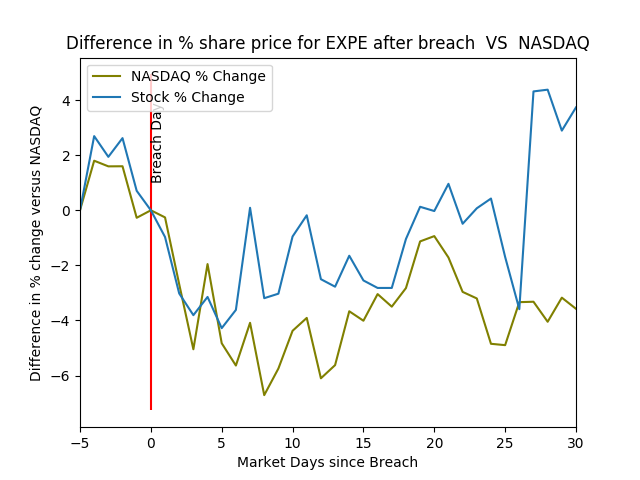 Difference in % share price for EXPE after breach  VS  NASDAQ
NASDAQ % Change
Stock % Change
Breach Day
Difference in % change versus NASDAQ
4
2
0
−2
−4
−6
−5
0
5
10
15
20
25
30
Market Days since Breach